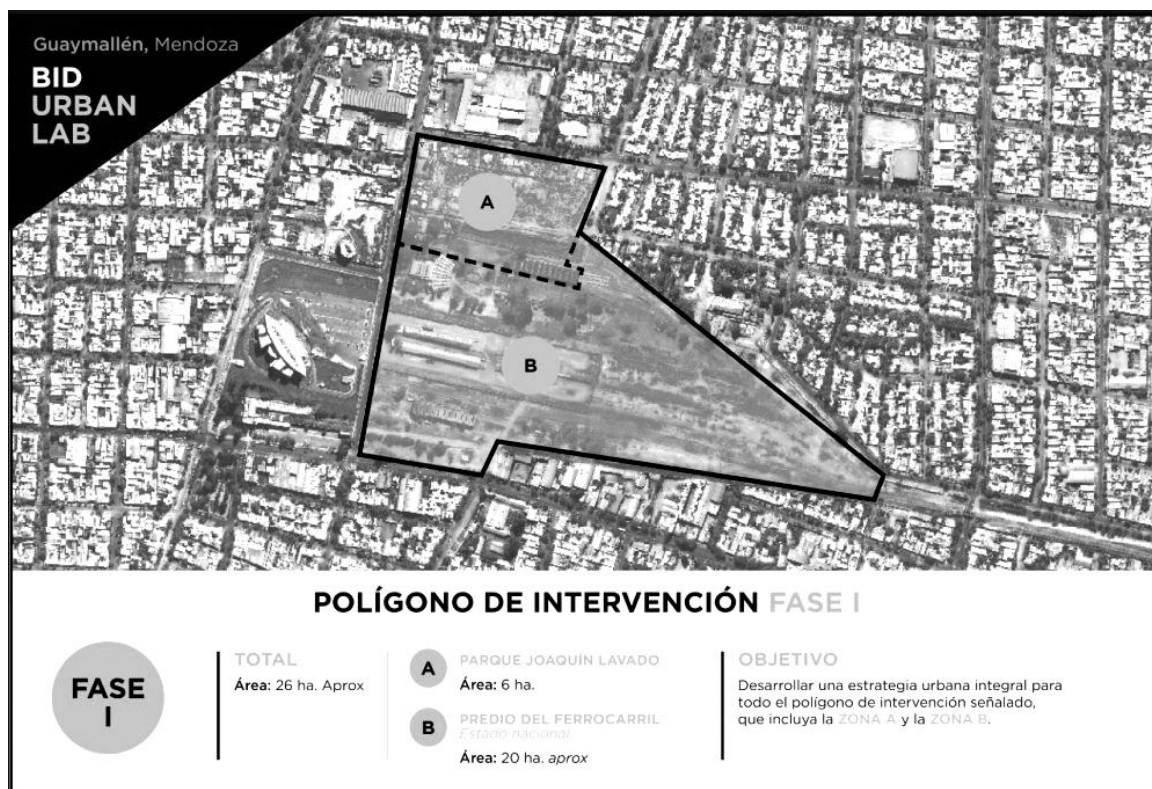 Guaymallén, Mendoza
BID
URBAN
LAB
A
B
POLÍGONO DE INTERVENCIÓN FASE I
FASE
I
TOTAL
Área: 26 ha. Aprox
A
PARQUE JOAQUÍN LAVADO
Área: 6 ha.
B
PREDIO DEL FERROCARRIL
Estado nacional
Área: 20 ha. aprox
OBJETIVO
Desarrollar una estrategia urbana integral para
todo el polígono de intervención señalado,
que incluya la ZONA A y la ZONA B.